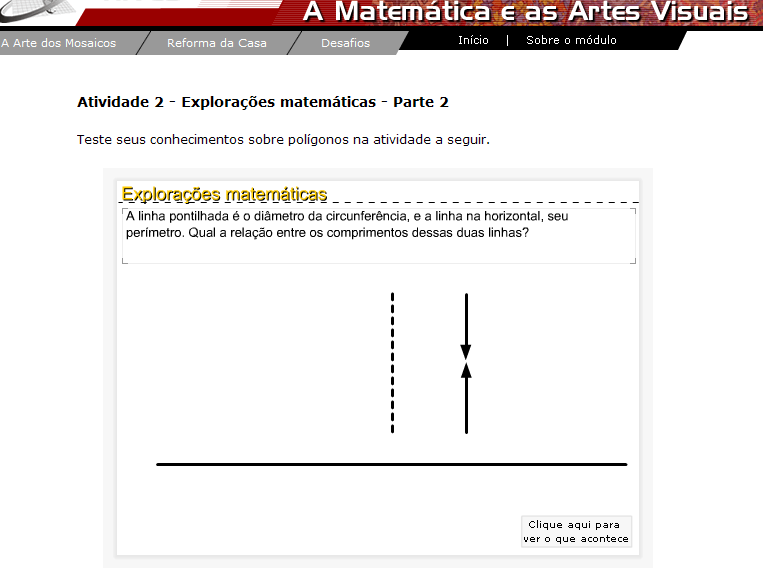 A Matemática e as Artes Visuais
A Arte dos Mosaicos
Reforma da Casa
Desafios
Início | Sobre o módulo
Atividade 2 - Explorações matemáticas - Parte 2
Teste seus conhecimentos sobre polígonos na atividade a seguir.
Explorações matemáticas
A linha pontilhada é o diâmetro da circunferência, e a linha na horizontal, seu
perímetro. Qual a relação entre os comprimentos dessas duas linhas?
Clique aqui para
ver o que acontece